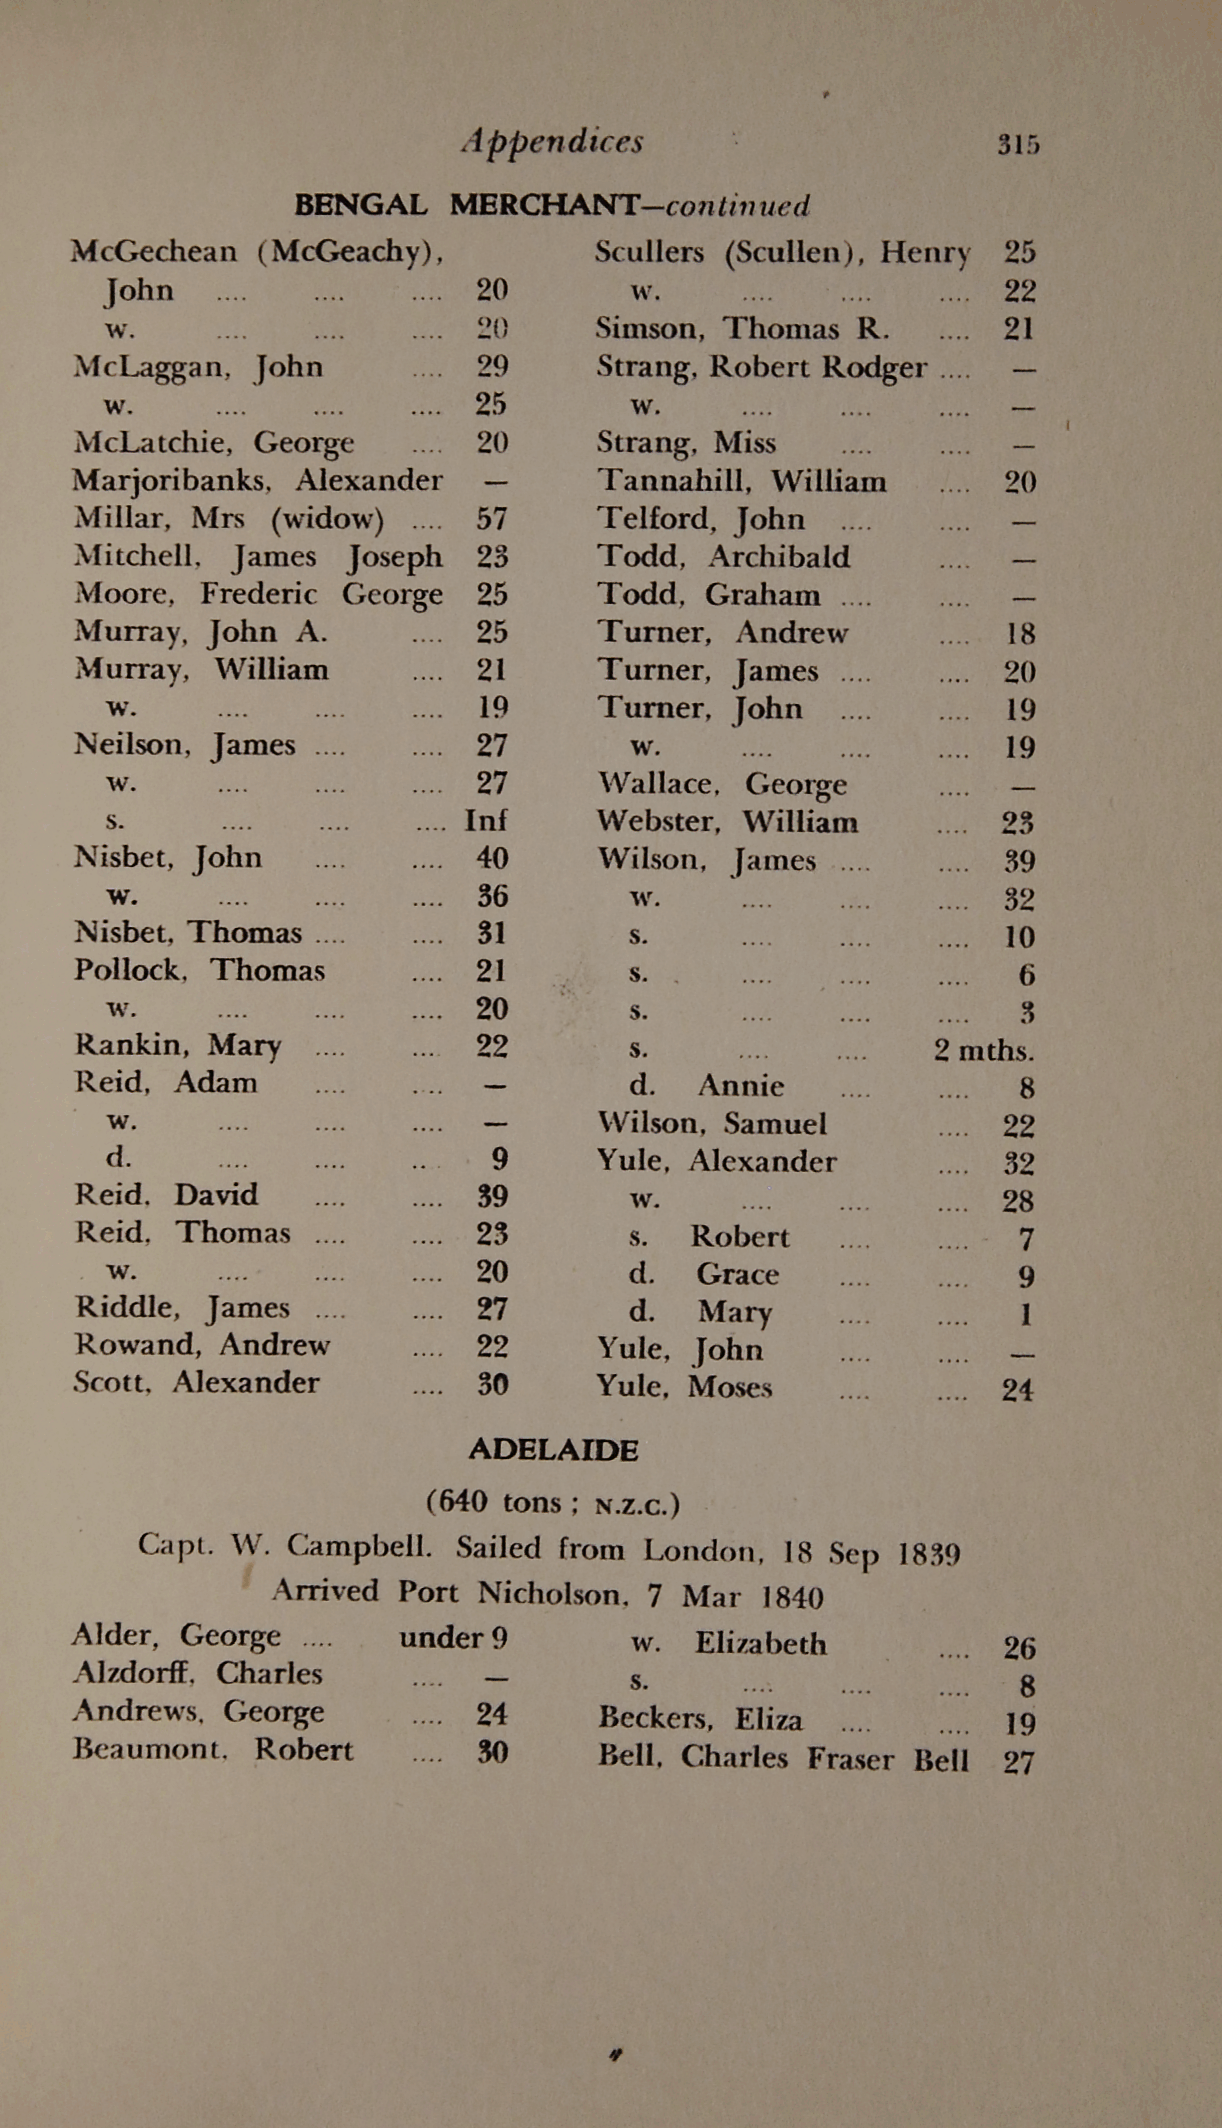 Appendices 315
BENGAL MERCHANT—continued
McGechean (McGeachy),
John .... .... .... 20
w. .... .... .... 20
McLaggan, John .... 29
w. .... .... .... 25
McLatchie, George .... 20
Marjoribanks, Alexander —
Millar, Mrs (widow) .... 57
Mitchell, James Joseph 23
Moore, Frederic George 25
Murray, John A. .... 25
Murray, William .... 21
w. .... .... .... 19
Neilson, James .... .... 27
w. .... .... .... 27
s. .... .... .... Inf
Nisbet, John .... .... 40
w. .... .... .... 36
Nisbet, Thomas .... .... 31
Pollock, Thomas .... 21
w. .... .... .... 20
Rankin, Mary .... .... 22
Reid, Adam .... .... —
w. .... .... .... —
d. .... .... .... 9
Reid, David .... .... 39
Reid, Thomas .... .... 23
w. .... .... .... 20
Riddle, James .... .... 27
Rowand, Andrew .... 22
Scott, Alexander .... 30
Scullers (Scullen), Henry 25
w. .... .... .... 22
Simson, Thomas R. .... 21
Strang, Robert Rodger .... —
w. .... .... .... —
Strang, Miss .... .... —
Tannahill, William .... 20
Telford, John .... .... —
Todd, Archibald .... —
Todd, Graham .... .... —
Turner, Andrew .... 18
Turner, James .... .... 20
Turner, John .... .... 19
w. .... .... .... 19
Wallace, George .... —
Webster, William .... 23
Wilson, James .... .... 39
w. .... .... .... 32
s. .... .... .... 10
s. .... .... .... 6
s. .... .... .... 3
s. .... .... 2 mths.
d. Annie .... .... 8
Wilson, Samuel .... 22
Yule, Alexander .... 32
w. .... .... .... 28
s. Robert .... .... 7
d. Grace .... .... 9
d. Mary .... .... 1
Yule, John .... .... —
Yule, Moses .... .... 24
ADELAIDE
(640 tons; N.Z.C.)
Capt. W. Campbell. Sailed from London, 18 Sep 1839
Arrived Port Nicholson, 7 Mar 1840
Alder, George .... under 9
Alzdorff, Charles .... —
Andrews, George .... 24
Beaumont, Robert .... 30
w. Elizabeth .... 26
s. .... .... .... 8
Beckers, Eliza .... .... 19
Bell, Charles Fraser Bell 27